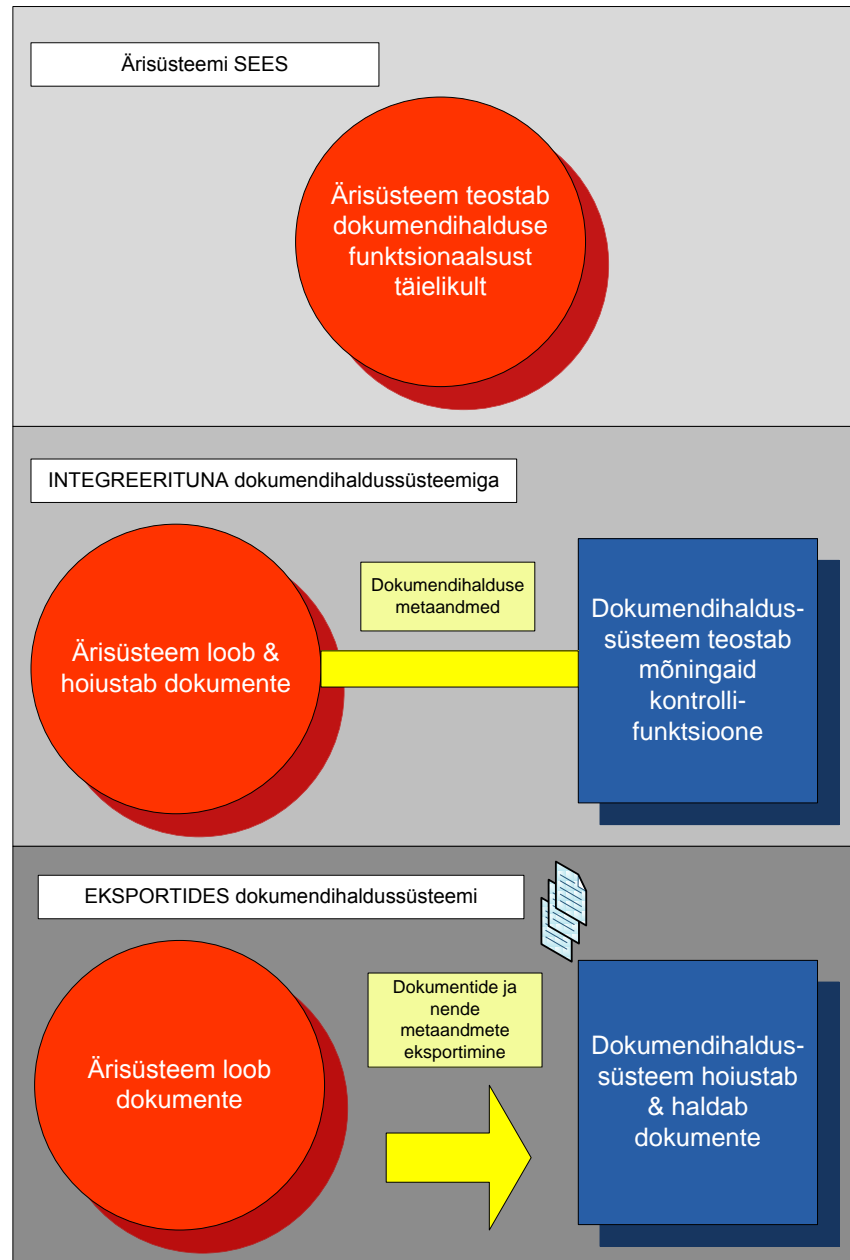 Ärisüsteemi SEES
Ärisüsteem teostab
dokumendihalduse
funktsionaalsust
täielikult
INTEGREERITUNA dokumendihaldussüsteemiga
Ärisüsteem loob &
hoiustab dokumente
Dokumendihalduse
metaandmed
Dokumendihaldus-
süsteem teostab
mõningaid
kontrolli-
funktsioone
EKSPORTIDES dokumendihaldussüsteemi
Ärisüsteem loob
dokumente
Dokumentide ja
nende
metaandmete
eksportimine
Dokumendihaldus-
süsteem hoiustab
& haldab
dokumente